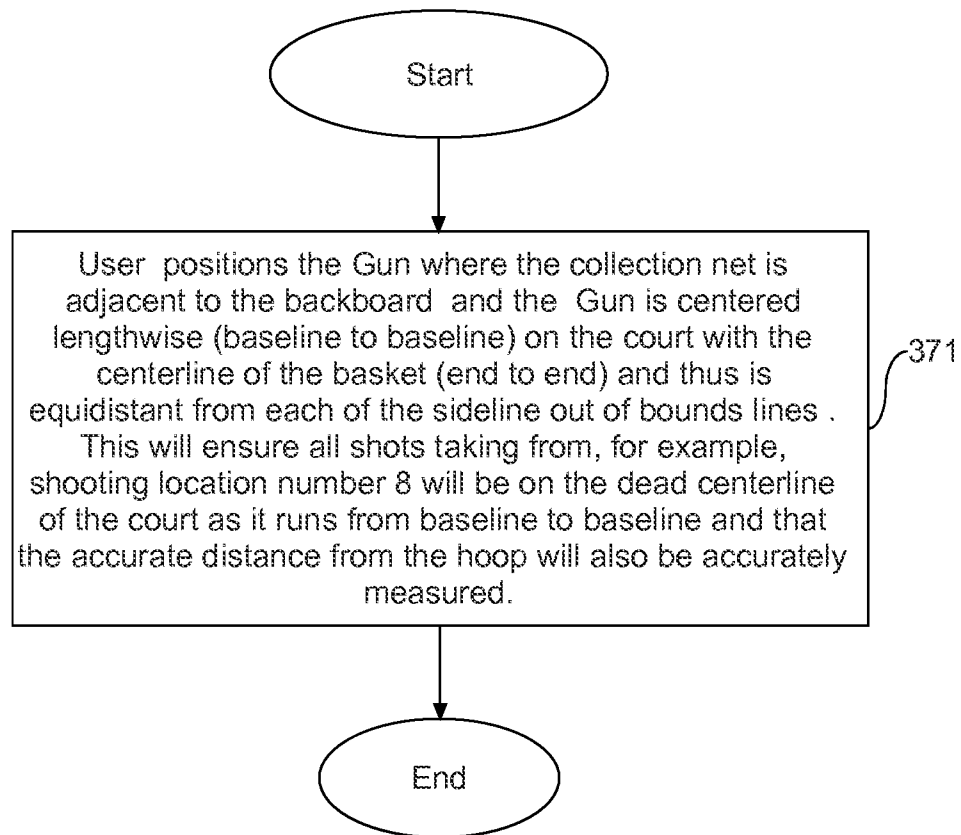 Start
User positions the Gun where the collection net is
adjacent to the backboard and the Gun is centered
lengthwise (baseline to baseline) on the court with the
centerline of the basket (end to end) and thus is
equidistant from each of the sideline out of bounds lines .
This will ensure all shots taking from, for example,
shooting location number 8 will be on the dead centerline
of the court as it runs from baseline to baseline and that
the accurate distance from the hoop will also be accurately
measured.
371
End